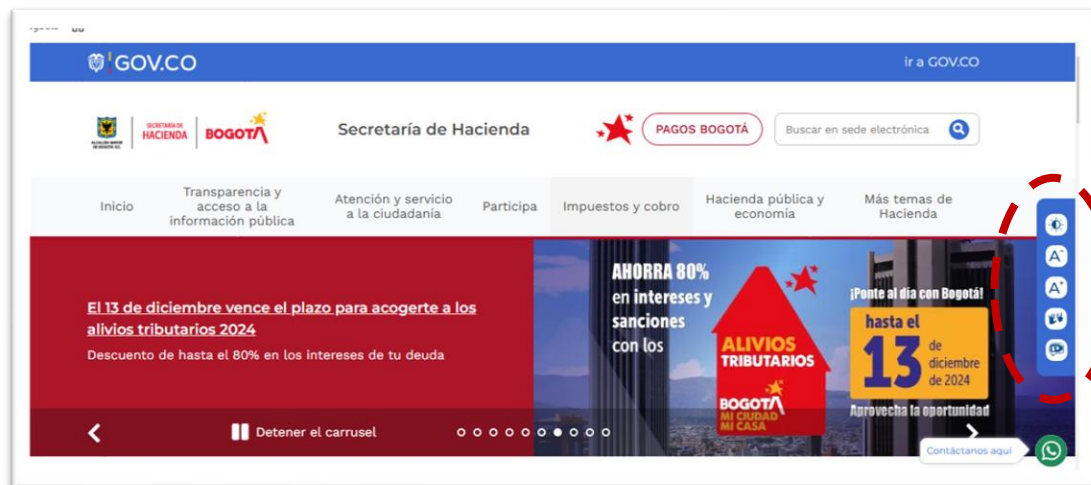 GOV.CO
ir a GOV.CO
ALCALDÍA MAYOR
DE BOGOTÁ D.C.
SECRETARÍA DE
HACIENDA
BOGOTÁ
Secretaría de Hacienda
PAGOS BOGOTÁ
Buscar en sede electrónica
Inicio
Transparencia y
acceso a la
información pública
Atención y servicio
a la ciudadanía
Participa
Impuestos y cobro
Hacienda pública y
economía
Más temas de
Hacienda
A-
A+
El 13 de diciembre vence el plazo para acogerte a los
alivios tributarios 2024
Descuento de hasta el 80% en los intereses de tu deuda
AHORRA 80%
en intereses y
sanciones
con los
ALIVIOS
TRIBUTARIOS
BOGOTÁ
MI CIUDAD
MI CASA
¡Ponte al día con Bogotá!
hasta el
13 de
diciembre
de 2024
Aprovecha la oportunidad
Detener el carrusel
Contáctanos aquí